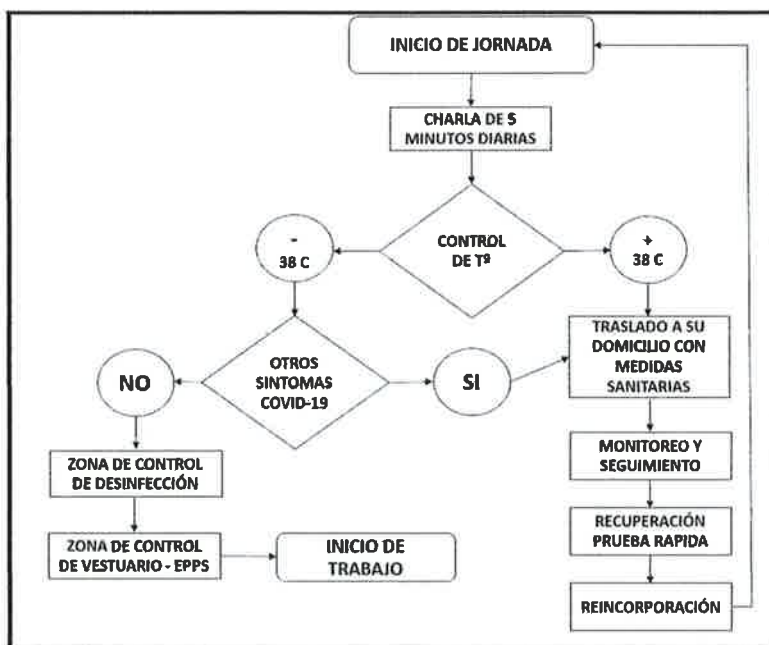 INICIO DE JORNADA
CHARLA DE 5
MINUTOS DIARIAS
CONTROL
DE Tª
-
38 C
+
38 C
OTROS
SINTOMAS
COVID-19
NO
SI
TRASLADO A SU
DOMICILIO CON
MEDIDAS
SANITARIAS
ZONA DE CONTROL
DE DESINFECCIÓN
MONITOREO Y
SEGUIMIENTO
ZONA DE CONTROL
DE VESTUARIO - EPPS
INICIO DE
TRABAJO
RECUPERACIÓN
PRUEBA RAPIDA
REINCORPORACIÓN